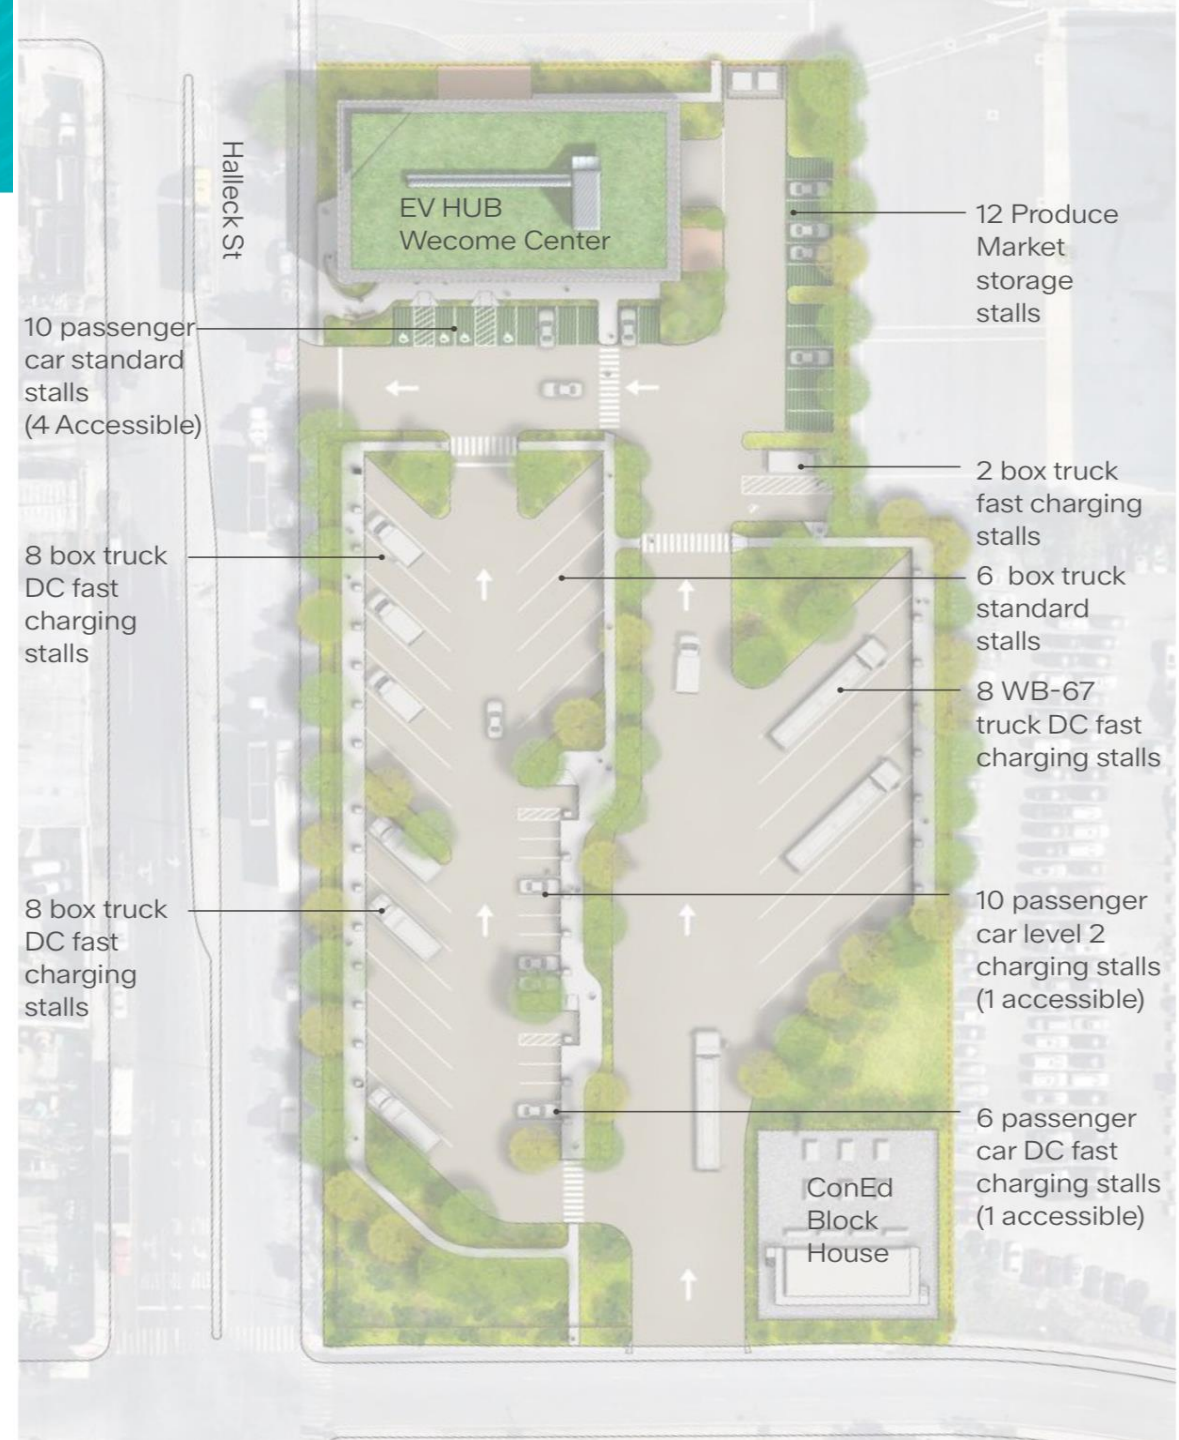 Halleck St
EV HUB
Wecome Center
12 Produce
Market
storage
stalls
10 passenger
car standard
stalls
(4 Accessible)
2 box truck
fast charging
stalls
8 box truck
DC fast
charging
stalls
6 box truck
standard
stalls
8 WB-67
truck DC fast
charging stalls
8 box truck
DC fast
charging
stalls
10 passenger
car level 2
charging stalls
(1 accessible)
6 passenger
car DC fast
charging stalls
(1 accessible)
ConEd
Block
House